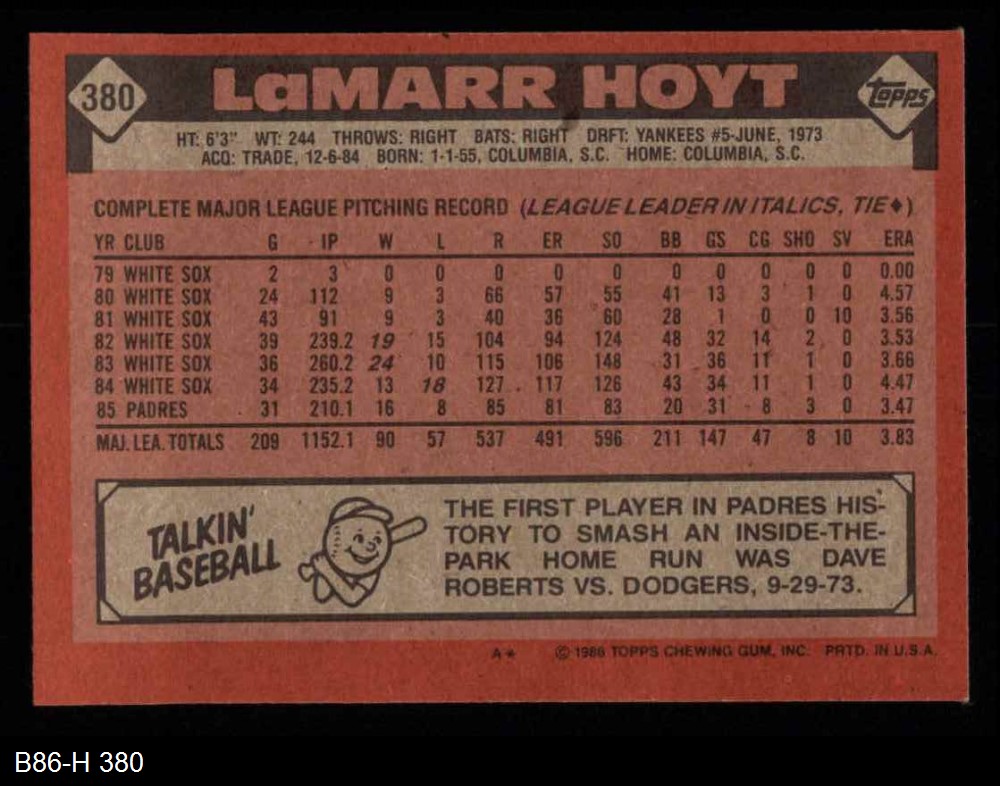 380 LaMARR HOYT Topps
HT: 6'3" WT: 244 THROWS: RIGHT BATS: RIGHT DRFT: YANKEES #5-JUNE, 1973
ACQ: TRADE, 12-6-84 BORN: 1-1-55, COLUMBIA, S.C. HOME: COLUMBIA, S.C.
COMPLETE MAJOR LEAGUE PITCHING RECORD (LEAGUE LEADER IN ITALICS, TIE♦)
YR CLUB G IP W L R ER SO BB GS CG SHO SV ERA
79 WHITE SOX 2 3 0 0 0 0 0 0 0 0 0 0 0.00
80 WHITE SOX 24 112 9 3 66 57 55 41 13 3 1 0 4.57
81 WHITE SOX 43 91 9 3 40 36 60 28 1 0 0 10 3.56
82 WHITE SOX 39 239.2 19 15 104 94 124 48 32 14 2 0 3.53
83 WHITE SOX 36 260.2 24 10 115 106 148 31 36 11 1 0 3.66
84 WHITE SOX 34 235.2 13 18 127 117 126 43 34 11 1 0 4.47
85 PADRES 31 210.1 16 8 85 81 83 20 31 8 3 0 3.47
MAJ. LEA. TOTALS 209 1152.1 90 57 537 491 596 211 147 47 8 10 3.83
TALKIN'
BASEBALL
THE FIRST PLAYER IN PADRES HIS-
TORY TO SMASH AN INSIDE-THE-
PARK HOME RUN WAS DAVE
ROBERTS VS. DODGERS, 9-29-73.
A* © 1986 TOPPS CHEWING GUM, INC. PRTD. IN U.S.A.
B86-H 380